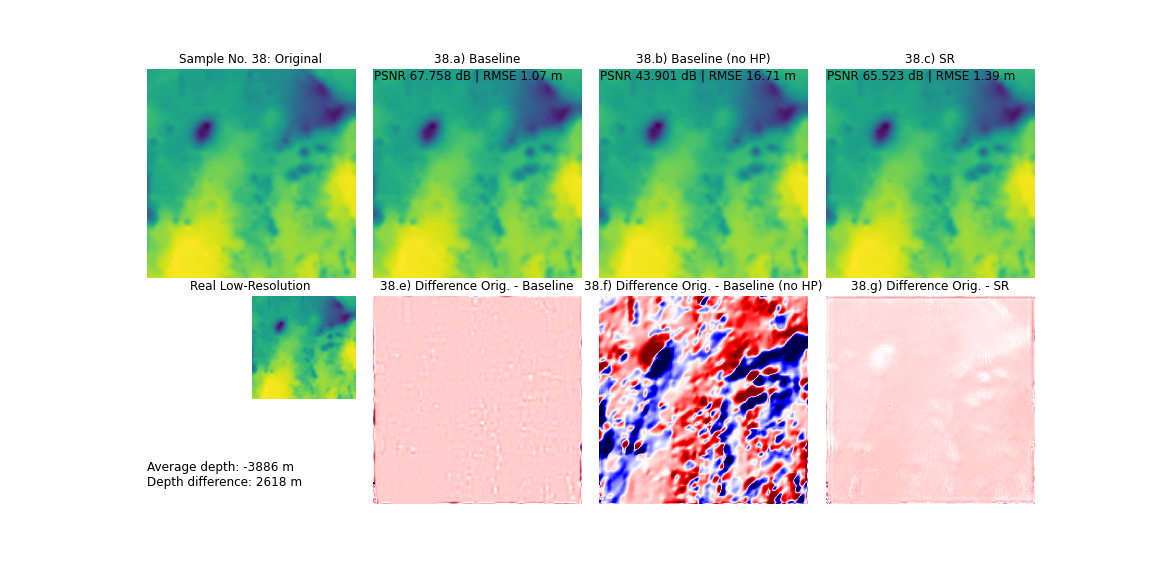 Sample No. 38: Original
38.a) Baseline
38.b) Baseline (no HP)
38.c) SR
PSNR 67.758 dB | RMSE 1.07 m
PSNR 43.901 dB | RMSE 16.71 m
PSNR 65.523 dB | RMSE 1.39 m
Real Low-Resolution
38.e) Difference Orig. - Baseline
38.f) Difference Orig. - Baseline (no HP)
38.g) Difference Orig. - SR
Average depth: -3886 m
Depth difference: 2618 m